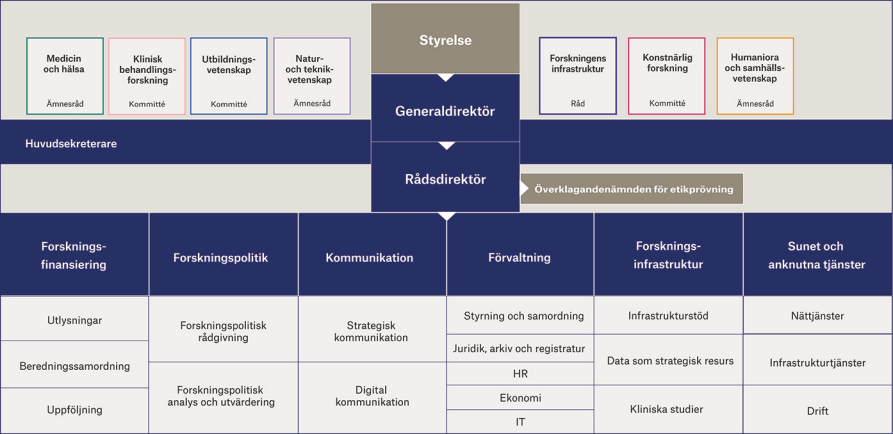 Styrelse
Medicin
och hälsa
Ämnesråd
Klinisk
behandlings-
forskning
Kommitté
Utbildnings-
vetenskap
Kommitté
Natur-
och teknik-
vetenskap
Ämnesråd
Forskningens
infrastruktur
Råd
Konstnärlig
forskning
Kommitté
Humaniora
och samhälls-
vetenskap
Ämnesråd
Generaldirektör
Huvudsekreterare
Rådsdirektör
Överklagandenämnden för etikprövning
Forsknings-
finansiering
Forskningspolitik
Kommunikation
Förvaltning
Forsknings-
infrastruktur
Sunet och
anknutna tjänster
Utlysningar
Beredningssamordning
Uppföljning
Forskningspolitisk
rådgivning
Forskningspolitisk
analys och utvärdering
Strategisk
kommunikation
Digital
kommunikation
Styrning och samordning
Juridik, arkiv och registratur
HR
Ekonomi
IT
Infrastrukturstöd
Data som strategisk resurs
Kliniska studier
Nättjänster
Infrastrukturtjänster
Drift